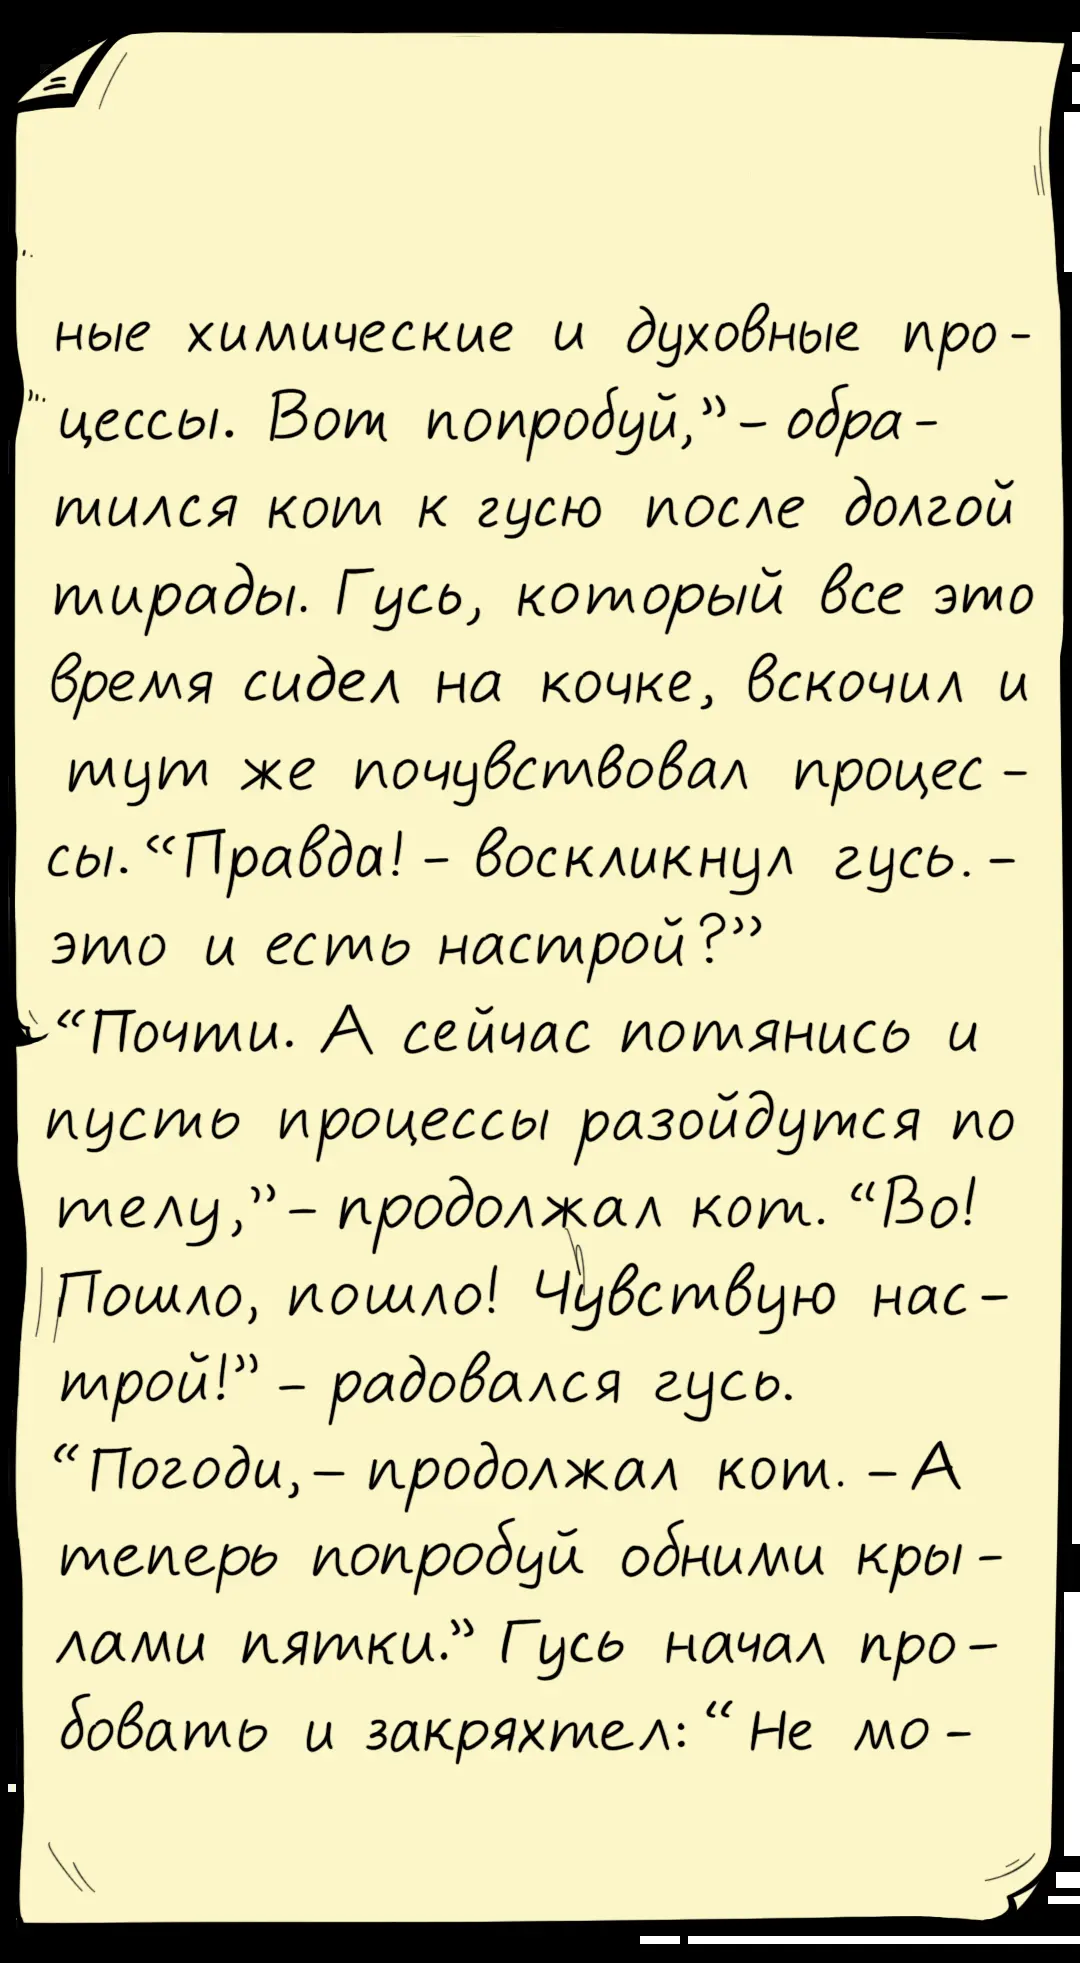 ные химические и духовные про-
цессы. Вот попробуй,” – обра-
тился кот к гусю после долгой
тирады. Гусь, который все это
время сидел на кочке, вскочил и
тут же почувствовал процес-
сы. “Правда! – воскликнул гусь. –
это и есть настрой?”
“Почти. А сейчас потянись и
пусть процессы разойдутся по
телу,” – продолжал кот. “Во!
Пошло, пошло! Чувствую нас-
трой!” – радовался гусь.
“Погоди, – продолжал кот. – А
теперь попробуй обними кры-
лами пятки.” Гусь начал про-
бовать и закряхтел: “Не мо-